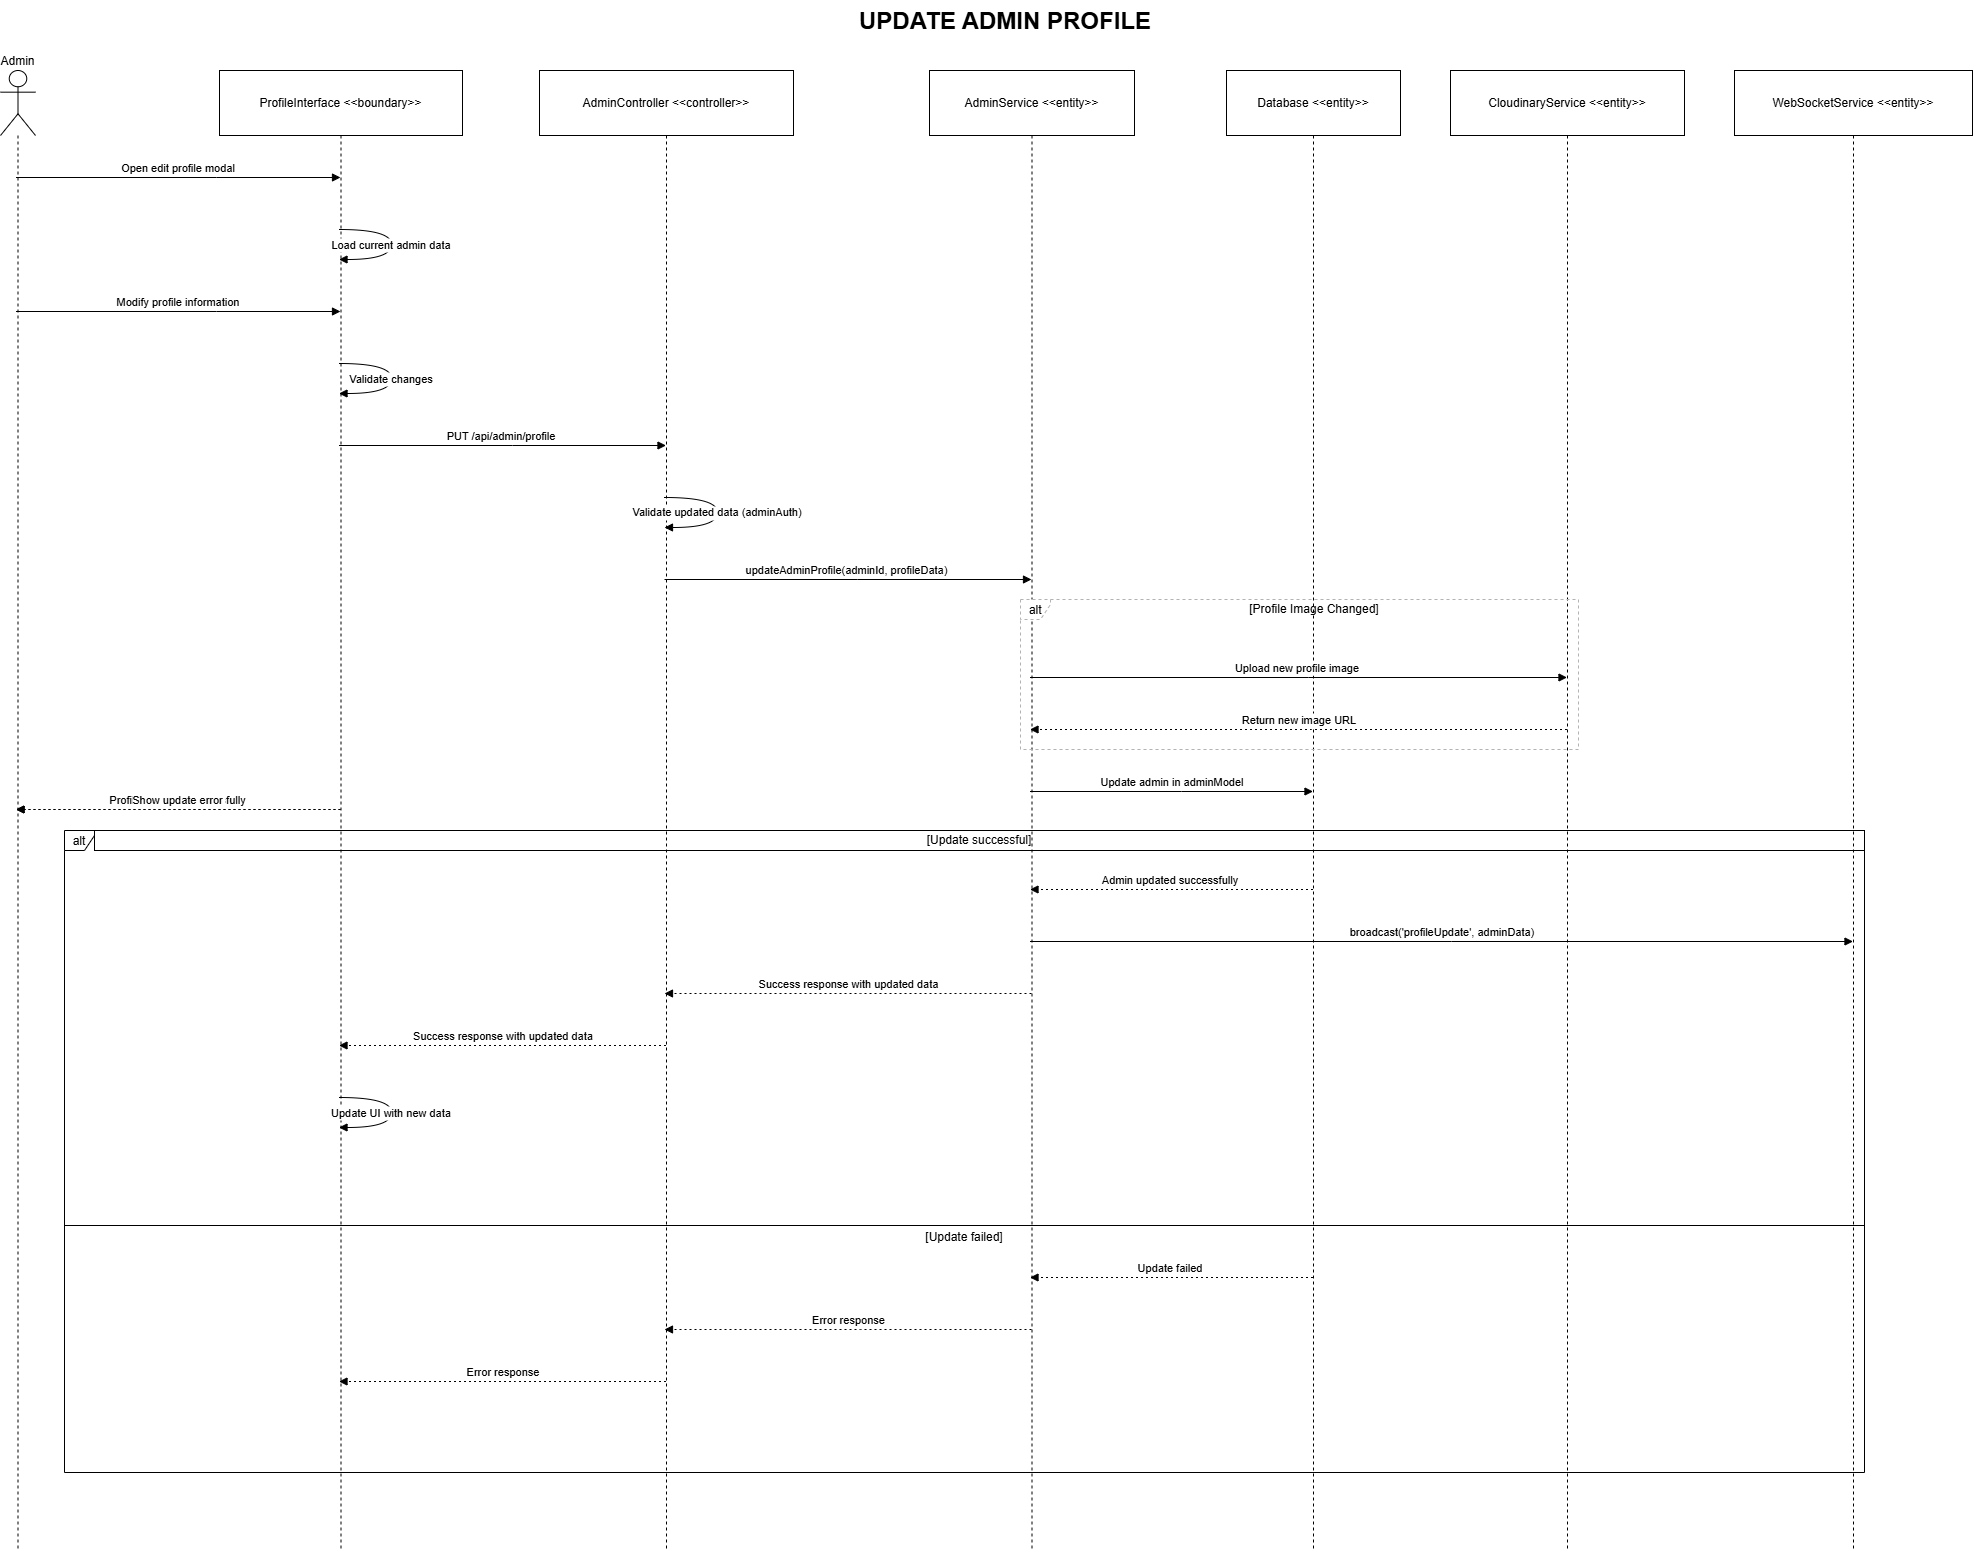 UPDATE ADMIN PROFILE
Admin
ProfileInterface <<boundary>>
AdminController <<controller>>
AdminService <<entity>>
Database <<entity>>
CloudinaryService <<entity>>
WebSocketService <<entity>>
Open edit profile modal
Load current admin data
Modify profile information
Validate changes
PUT /api/admin/profile
Validate updated data (adminAuth)
updateAdminProfile(adminId, profileData)
alt
[Profile Image Changed]
Upload new profile image
Return new image URL
Update admin in adminModel
ProfiShow update error fully
alt
[Update successful]
Admin updated successfully
broadcast('profileUpdate', adminData)
Success response with updated data
Success response with updated data
Update UI with new data
[Update failed]
Update failed
Error response
Error response